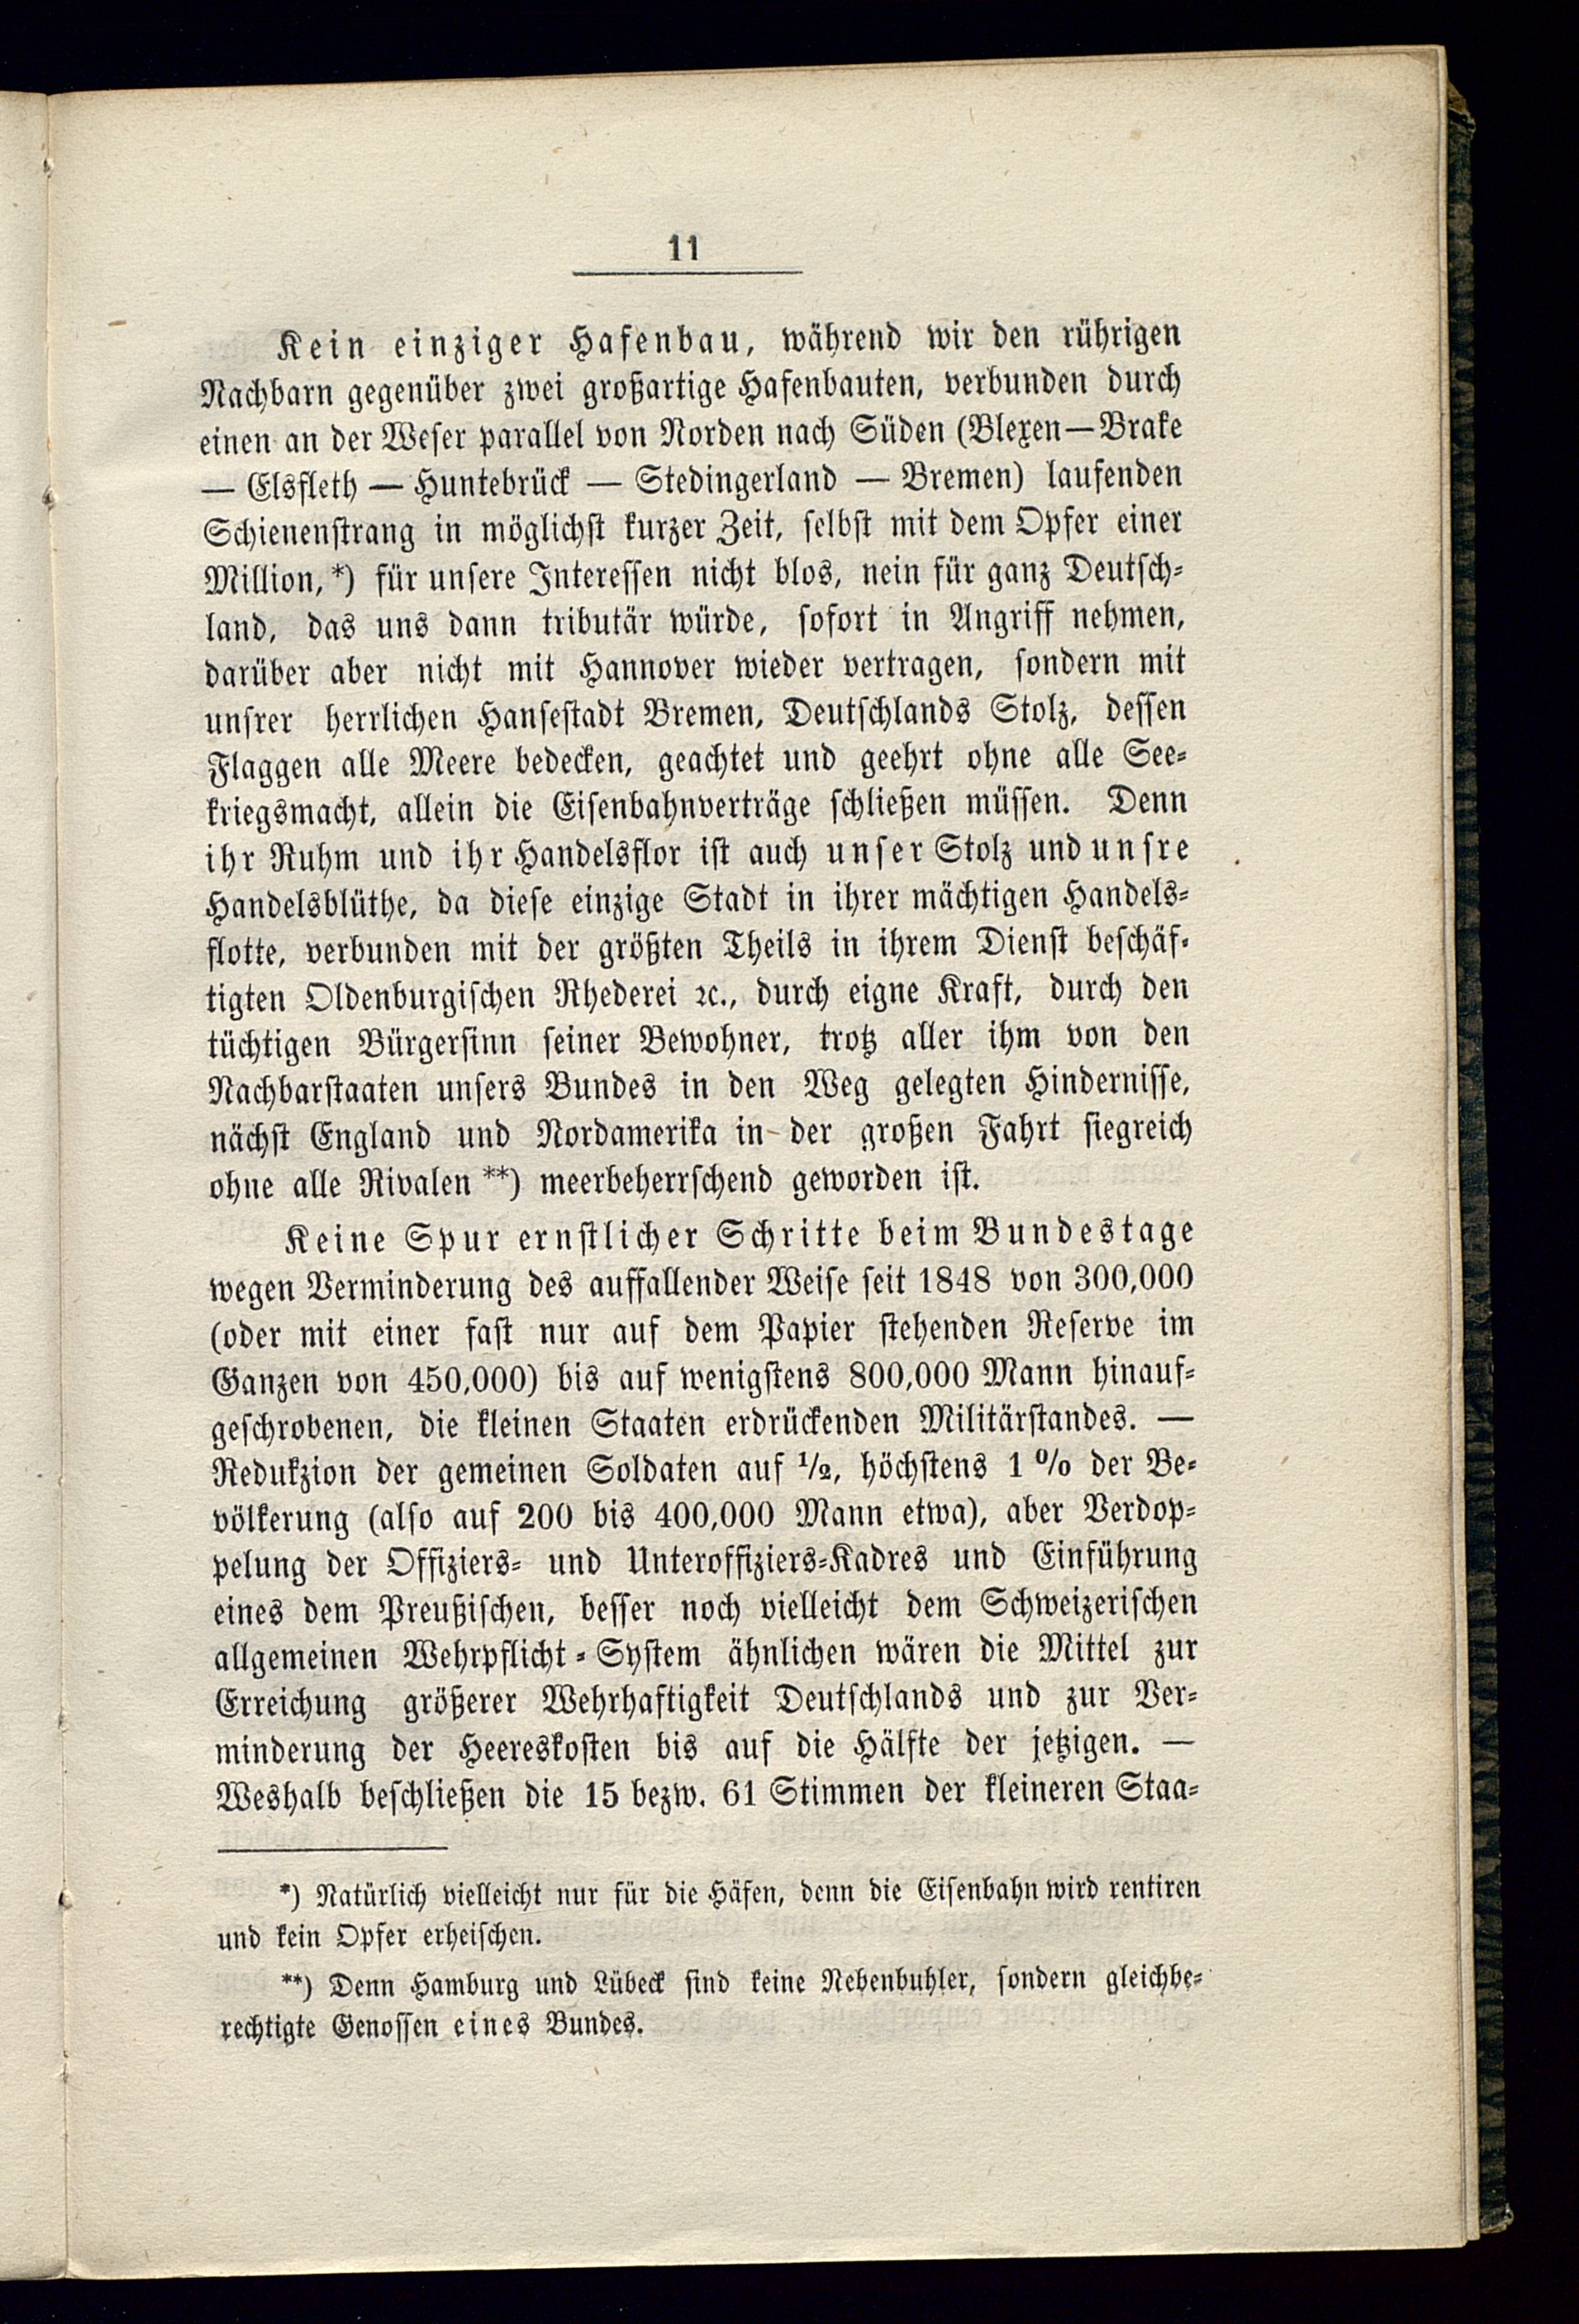 11
Kein einziger Hafenbau, während wir den rührigen
Nachbarn gegenüber zwei großartige Hafenbauten, verbunden durch
einen an der Weser parallel von Norden nach Süden (Blexen—Brake
— Elsfleth — Huntebrück — Stedingerland — Bremen) laufenden
Schienenstrang in möglichst kurzer Zeit, selbst mit dem Opfer einer
Million,*) für unsere Interessen nicht blos, nein für ganz Deutsch-
land, das uns dann tributär würde, sofort in Angriff nehmen,
darüber aber nicht mit Hannover wieder vertragen, sondern mit
unsrer herrlichen Hansestadt Bremen, Deutschlands Stolz, dessen
Flaggen alle Meere bedecken, geachtet und geehrt ohne alle See-
kriegsmacht, allein die Eisenbahnverträge schließen müssen. Denn
ihr Ruhm und ihr Handelsflor ist auch unser Stolz und unsre
Handelsblüthe, da diese einzige Stadt in ihrer mächtigen Handels-
flotte, verbunden mit der größten Theils in ihrem Dienst beschäf-
tigten Oldenburgischen Rhederei ꝛc., durch eigne Kraft, durch den
tüchtigen Bürgersinn seiner Bewohner, trotz aller ihm von den
Nachbarstaaten unsers Bundes in den Weg gelegten Hindernisse,
nächst England und Nordamerika in der großen Fahrt siegreich
ohne alle Rivalen **) meerbeherrschend geworden ist.
Keine Spur ernstlicher Schritte beim Bundestage
wegen Verminderung des auffallender Weise seit 1848 von 300,000
(oder mit einer fast nur auf dem Papier stehenden Reserve im
Ganzen von 450,000) bis auf wenigstens 800,000 Mann hinauf-
geschrobenen, die kleinen Staaten erdrückenden Militärstandes. —
Redukzion der gemeinen Soldaten auf ½, höchstens 1 % der Be-
völkerung (also auf 200 bis 400,000 Mann etwa), aber Verdop-
pelung der Offiziers- und Unteroffiziers-Kadres und Einführung
eines dem Preußischen, besser noch vielleicht dem Schweizerischen
allgemeinen Wehrpflicht-System ähnlichen wären die Mittel zur
Erreichung größerer Wehrhaftigkeit Deutschlands und zur Ver-
minderung der Heereskosten bis auf die Hälfte der jetzigen. —
Weshalb beschließen die 15 bezw. 61 Stimmen der kleineren Staa-
*) Natürlich vielleicht nur für die Häfen, denn die Eisenbahn wird rentiren
und kein Opfer erheischen.
**) Denn Hamburg und Lübeck sind keine Nebenbuhler, sondern gleichbe-
rechtigte Genossen eines Bundes.